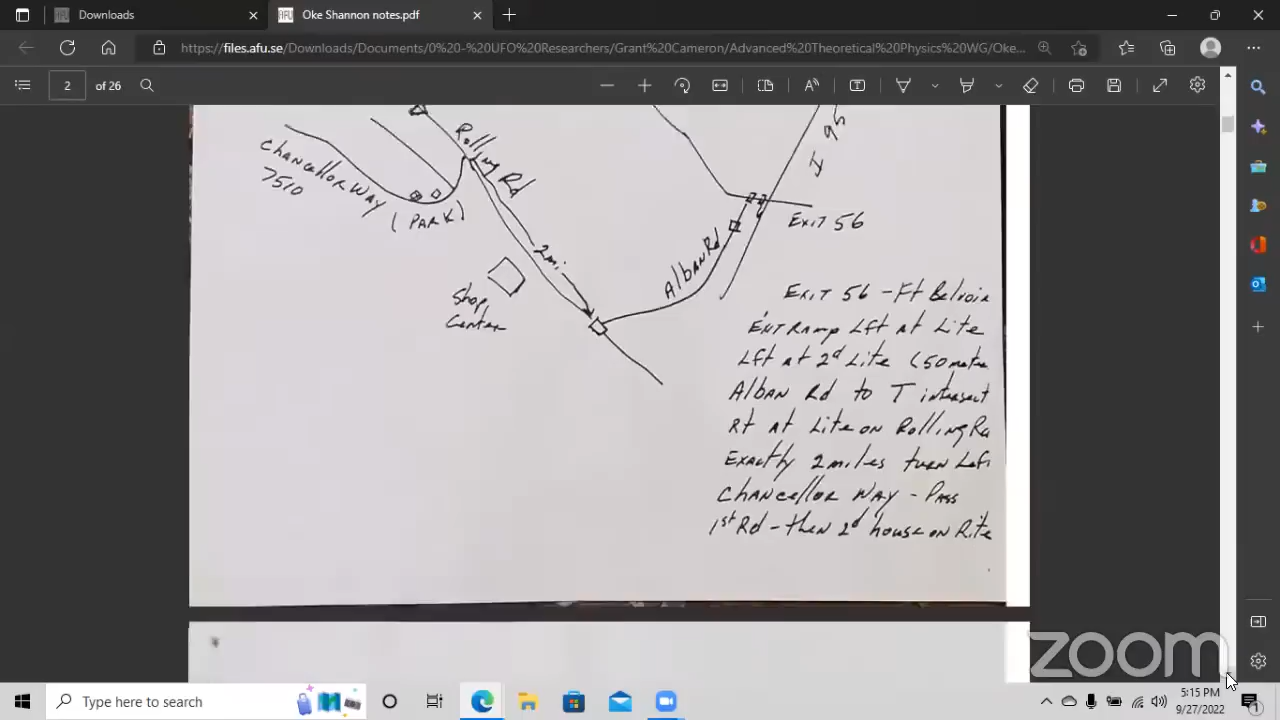 Downloads
Oke Shannon notes.pdf
https://files.afu.se/Downloads/Documents/0%20-%20UFO%20Researchers/Grant%20Cameron/Advanced%20Theoretical%20Physics%20WG/Oke...
2 of 26
Rolling Rd
I 95
Chancellor Way
7510
(PARK)
Exit 56
2mi.
Alban Rd
Shop.
Center
Exit 56 - Ft Belvoir
Ent Ramp Lft at Lite
Lft at 2d Lite (50 mete
Alban Rd to T intersect
Rt at Lite on Rolling Rd
Exactly 2 miles turn Left
Chancellor Way - Pass
1st Rd - then 2d house on Rite
zoom
Type here to search
5:15 PM
9/27/2022
1